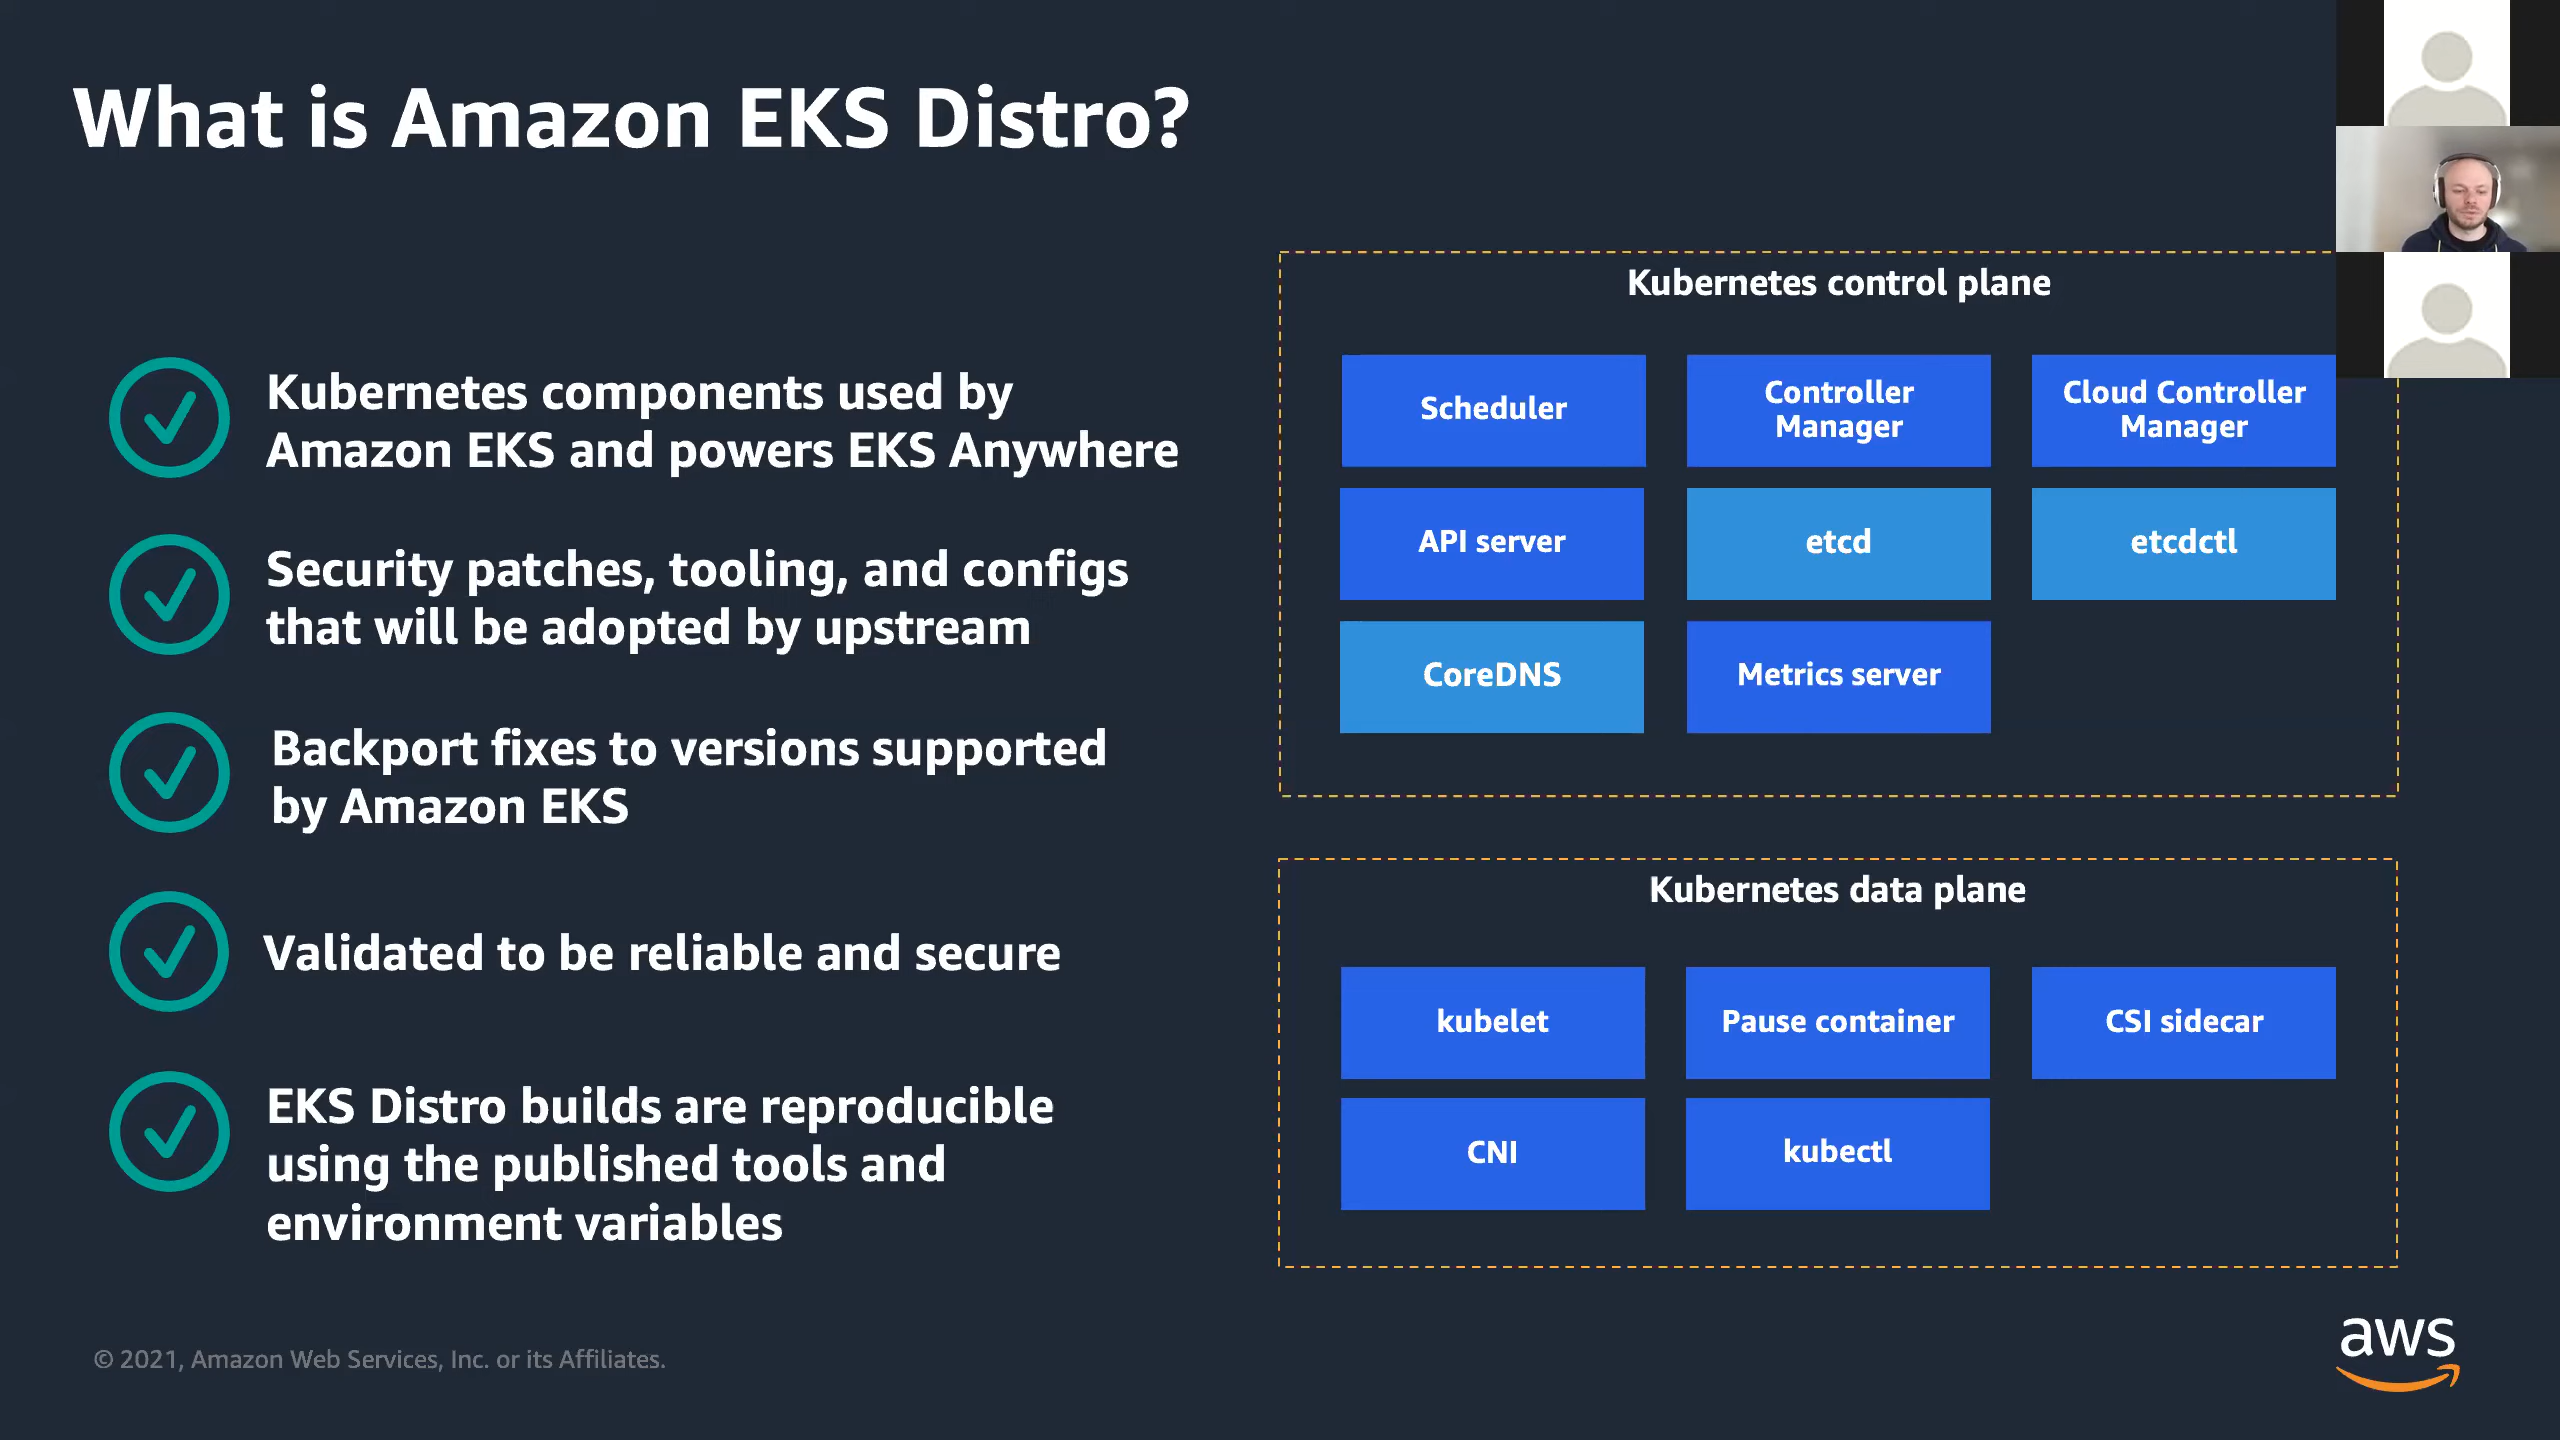 What is Amazon EKS Distro?
Kubernetes components used by
Amazon EKS and powers EKS Anywhere
Security patches, tooling, and configs
that will be adopted by upstream
Backport fixes to versions supported
by Amazon EKS
Validated to be reliable and secure
EKS Distro builds are reproducible
using the published tools and
environment variables
Kubernetes control plane
Scheduler
Controller
Manager
Cloud Controller
Manager
API server
etcd
etcdctl
CoreDNS
Metrics server
Kubernetes data plane
kubelet
Pause container
CSI sidecar
CNI
kubectl
© 2021, Amazon Web Services, Inc. or its Affiliates.
aws